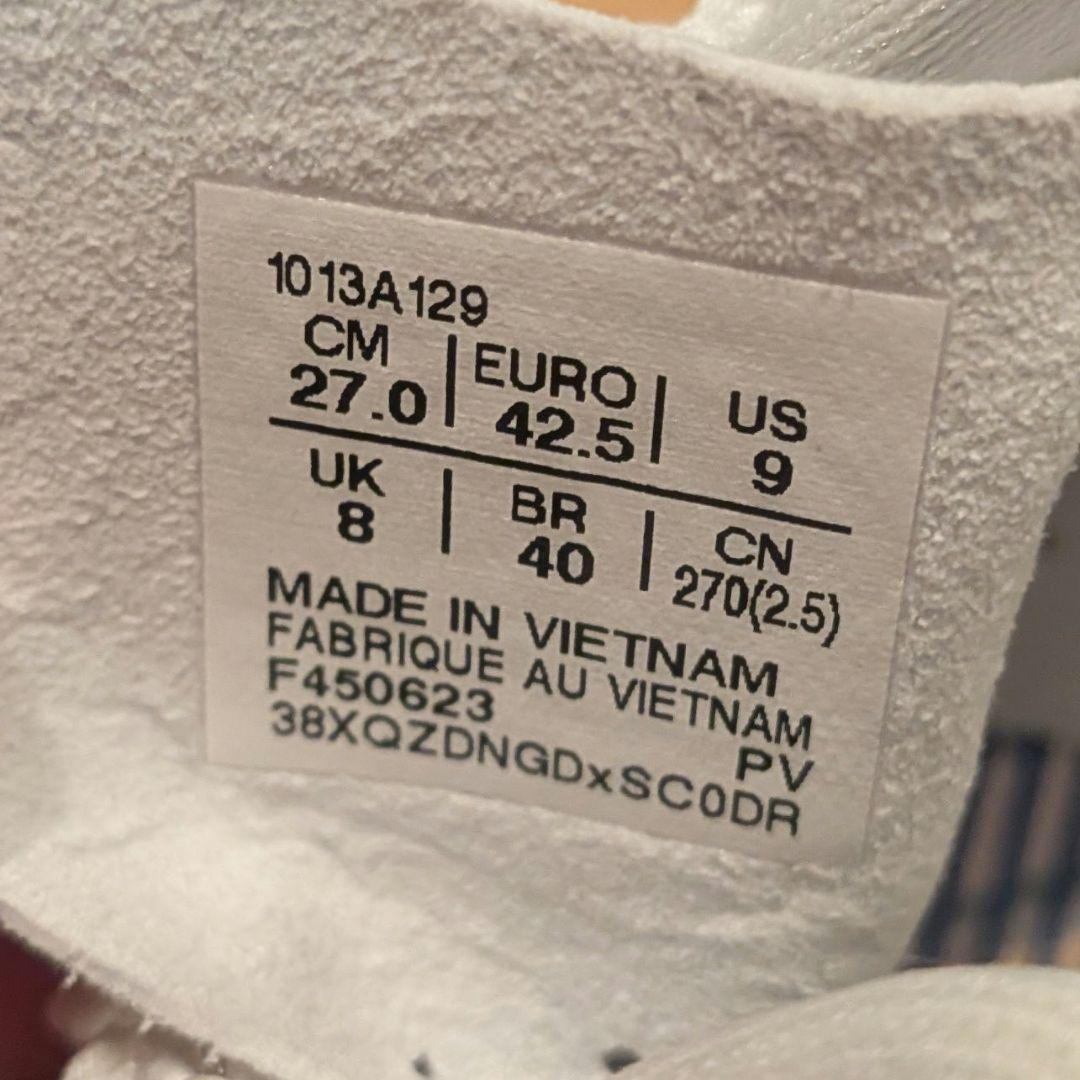 1013A129
CM | EURO | US
27.0 | 42.5 | 9
UK | BR | CN
8 | 40 | 270(2.5)
MADE IN VIETNAM
FABRIQUE AU VIETNAM
F450623 PV
38XQZDNGDxSC0DR